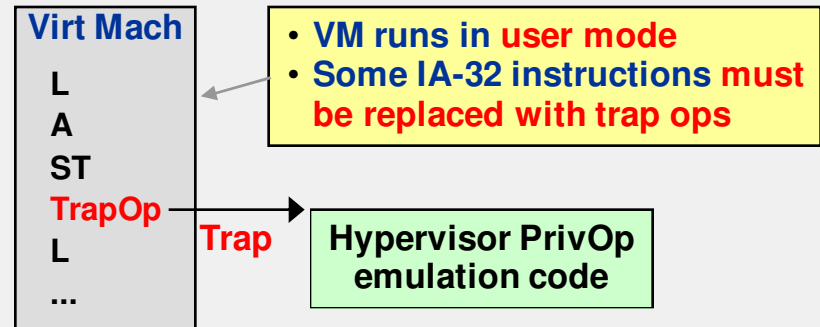 Virt Mach
L
A
ST
TrapOp
L
...
• VM runs in user mode
• Some IA-32 instructions must
be replaced with trap ops
Trap
Hypervisor PrivOp
emulation code